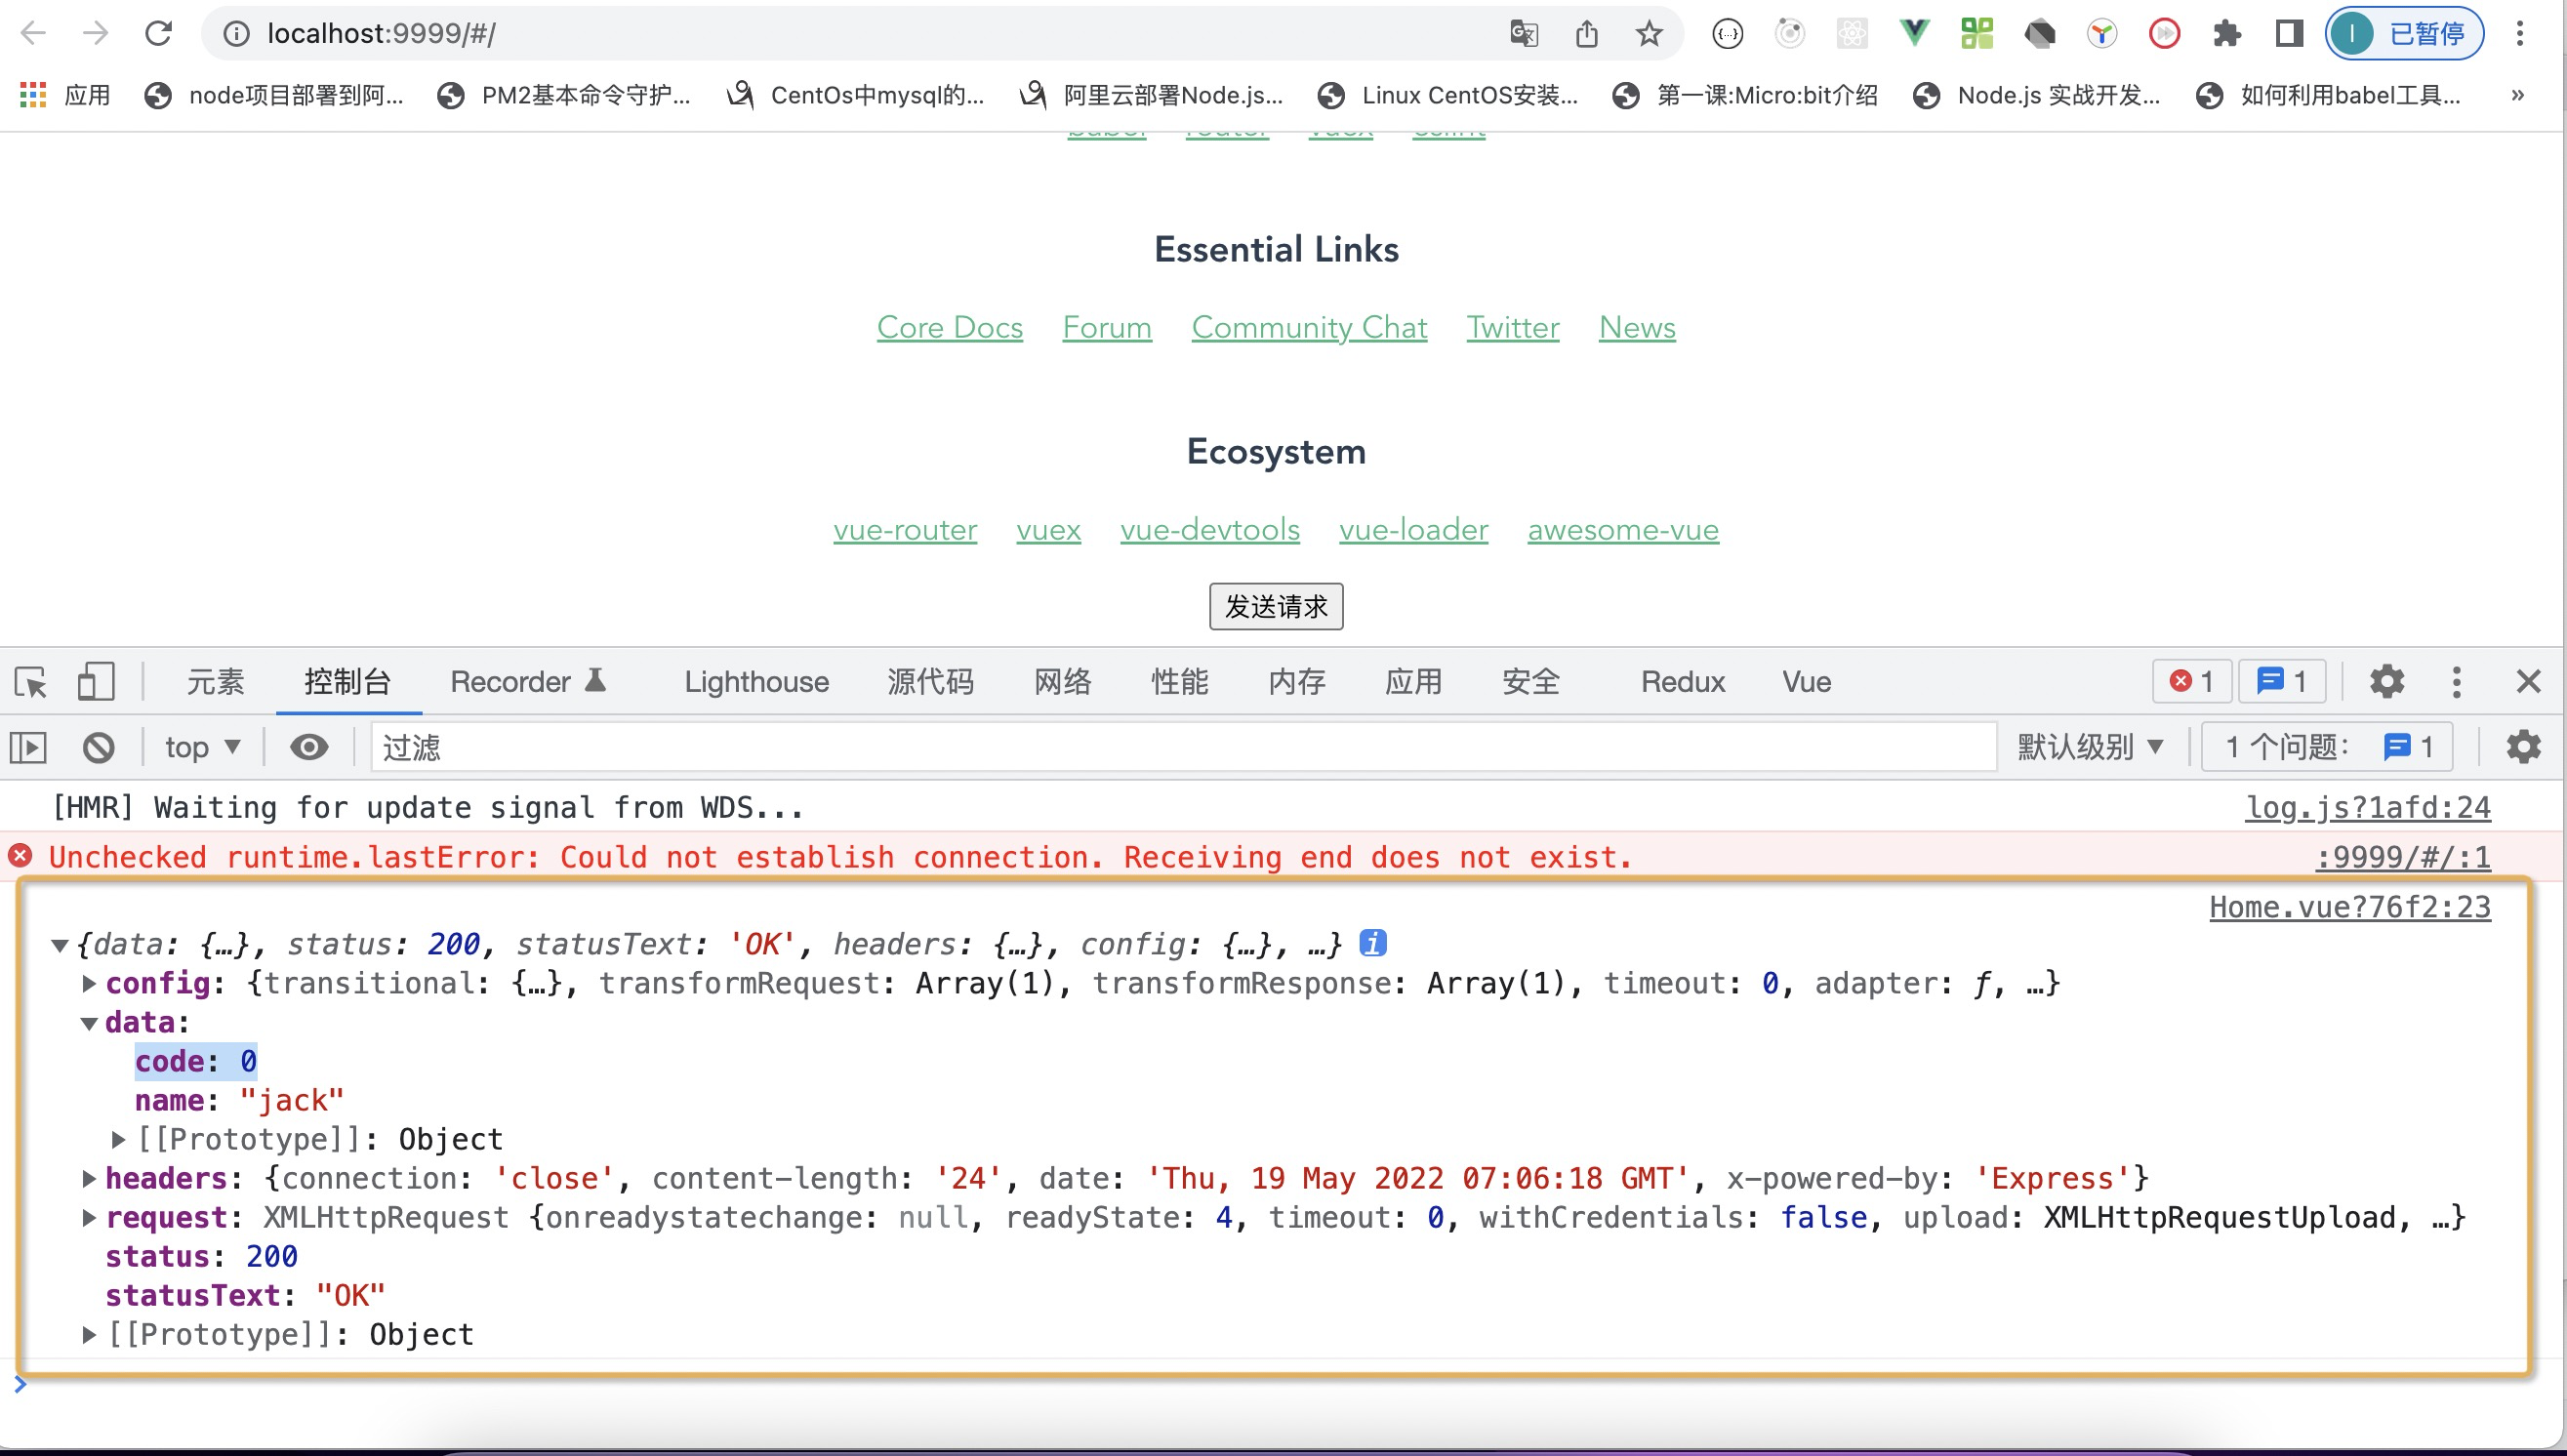 localhost:9999/#/
已暂停
应用 node项目部署到阿... PM2基本命令守护... CentOs中mysql的... 阿里云部署Node.js... Linux CentOS安装... 第一课:Micro:bit介绍 Node.js 实战开发... 如何利用babel工具... »
babel router vuex eslint
Essential Links
Core Docs Forum Community Chat Twitter News
Ecosystem
vue-router vuex vue-devtools vue-loader awesome-vue
发送请求
元素 控制台 Recorder Lighthouse 源代码 网络 性能 内存 应用 安全 Redux Vue 1 1
top 过滤 默认级别 1 个问题: 1
[HMR] Waiting for update signal from WDS... log.js?1afd:24
Unchecked runtime.lastError: Could not establish connection. Receiving end does not exist. :9999/#/:1
Home.vue?76f2:23
{data: {…}, status: 200, statusText: 'OK', headers: {…}, config: {…}, …}
config: {transitional: {…}, transformRequest: Array(1), transformResponse: Array(1), timeout: 0, adapter: ƒ, …}
data:
code: 0
name: "jack"
[[Prototype]]: Object
headers: {connection: 'close', content-length: '24', date: 'Thu, 19 May 2022 07:06:18 GMT', x-powered-by: 'Express'}
request: XMLHttpRequest {onreadystatechange: null, readyState: 4, timeout: 0, withCredentials: false, upload: XMLHttpRequestUpload, …}
status: 200
statusText: "OK"
[[Prototype]]: Object